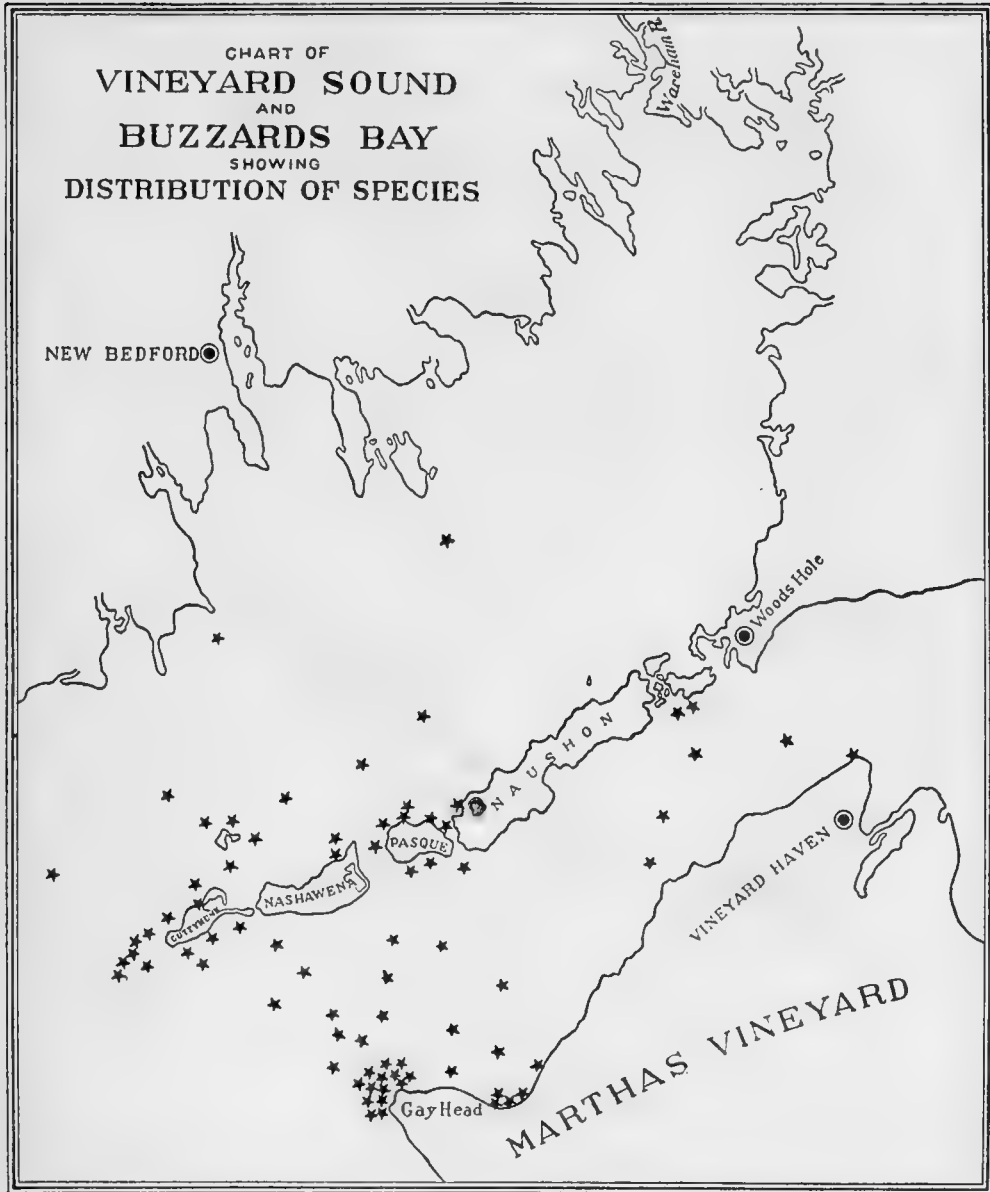 CHART OF
VINEYARD SOUND
AND
BUZZARDS BAY
SHOWING
DISTRIBUTION OF SPECIES
Wareham R
NEW BEDFORD
Woods Hole
NAUSHON
PASQUE
NASHAWENA
CUTTYHUNK
VINEYARD HAVEN
MARTHAS VINEYARD
Gay Head